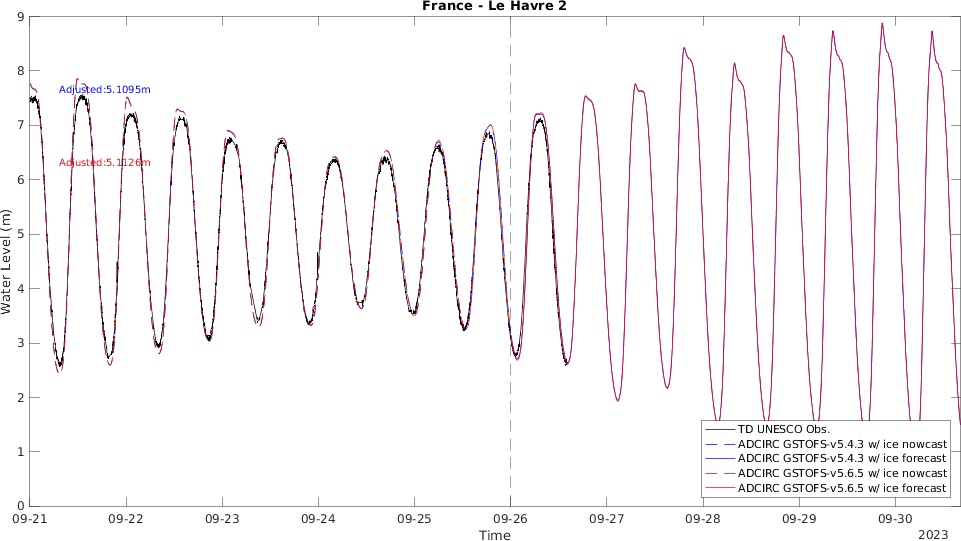 France - Le Havre 2
9
8
7
6
5
4
3
2
1
0
Water Level (m)
Adjusted:5.1095m
Adjusted:5.1126m
TD UNESCO Obs.
ADCIRC GSTOFS-v5.4.3 w/ ice nowcast
ADCIRC GSTOFS-v5.4.3 w/ ice forecast
ADCIRC GSTOFS-v5.6.5 w/ ice nowcast
ADCIRC GSTOFS-v5.6.5 w/ ice forecast
09-21 09-22 09-23 09-24 09-25 09-26 09-27 09-28 09-29 09-30
Time
2023